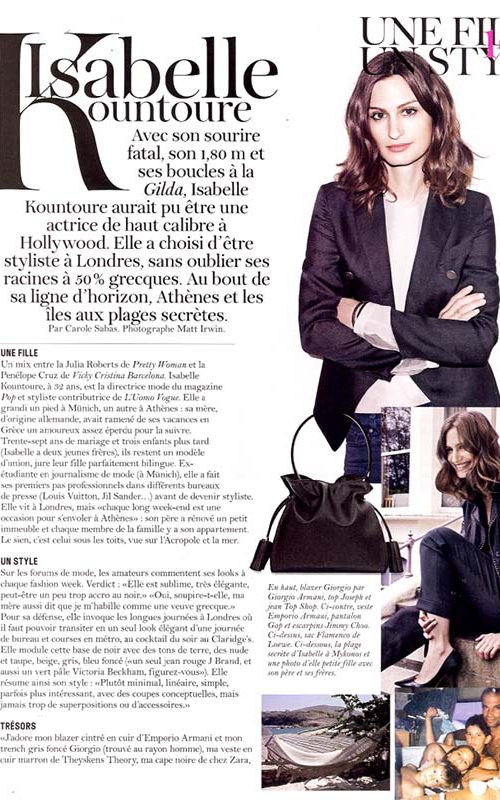 UNE FIL
UN STY
Isabelle
Kountoure
Avec son sourire
fatal, son 1,80 m et
ses boucles à la
Gilda, Isabelle
Kountoure aurait pu être une
actrice de haut calibre à
Hollywood. Elle a choisi d'être
styliste à Londres, sans oublier ses
racines à 50% grecques. Au bout de
sa ligne d'horizon, Athènes et les
îles aux plages secrètes.
Par Carole Sabas. Photographe Matt Irwin.
UNE FILLE
Un mix entre la Julia Roberts de Pretty Woman et la
Penélope Cruz de Vicky Cristina Barcelona. Isabelle
Kountoure, à 32 ans, est la directrice mode du magazine
Pop et styliste contributrice de L'Uomo Vogue. Elle a
grandi un pied à Münich, un autre à Athènes : sa mère,
d'origine allemande, avait ramené de ses vacances en
Grèce un amoureux assez éperdu pour la suivre.
Trente-sept ans de mariage et trois enfants plus tard
(Isabelle a deux jeunes frères), ils restent un modèle
d'union, jure leur fille parfaitement bilingue. Ex-
étudiante en journalisme de mode (à Münich), elle a fait
ses premiers pas professionnels dans différents bureaux
de presse (Louis Vuitton, Jil Sander...) avant de devenir styliste.
Elle vit à Londres, mais «chaque long week-end est une
occasion pour s'envoler à Athènes» : son père a rénové un petit
immeuble et chaque membre de la famille y a son appartement.
Le sien, c'est celui sous les toits, vue sur l'Acropole et la mer.
UN STYLE
Sur les forums de mode, les amateurs commentent ses looks à
chaque fashion week. Verdict : «Elle est sublime, très élégante,
peut-être un peu trop accro au noir.» «Oui, soupire-t-elle, ma
mère aussi dit que je m'habille comme une veuve grecque.»
Pour sa défense, elle invoque les longues journées à Londres où
il faut pouvoir transiter en un seul look élégant d'une journée
de bureau et courses en métro, au cocktail du soir au Claridge's.
Elle module cette base de noir avec des tons de terre, des nude
et taupe, beige, gris, bleu foncé («un seul jean rouge J Brand, et
aussi un vert pâle Victoria Beckham, figurez-vous»). Elle
résume ainsi son style : «Plutôt minimal, linéaire, simple,
parfois plus intéressant, avec des coupes conceptuelles, mais
jamais trop de superpositions ou d'accessoires.»
TRÉSORS
«J'adore mon blazer cintré en cuir d'Emporio Armani et mon
trench gris foncé Giorgio (trouvé au rayon homme), ma veste en
cuir marron de Theyskens Theory, ma cape noire de chez Zara,
En haut, blazer Giorgio par
Giorgio Armani, top Joseph et
jean Top Shop. Ci-contre, veste
Emporio Armani, pantalon
Gap et escarpins Jimmy Choo.
Ci-dessus, sac Flamenco de
Loewe. Ci-dessous, la plage
secrète d'Isabelle à Mykonos et
une photo d'elle petite fille avec
son père et ses frères.